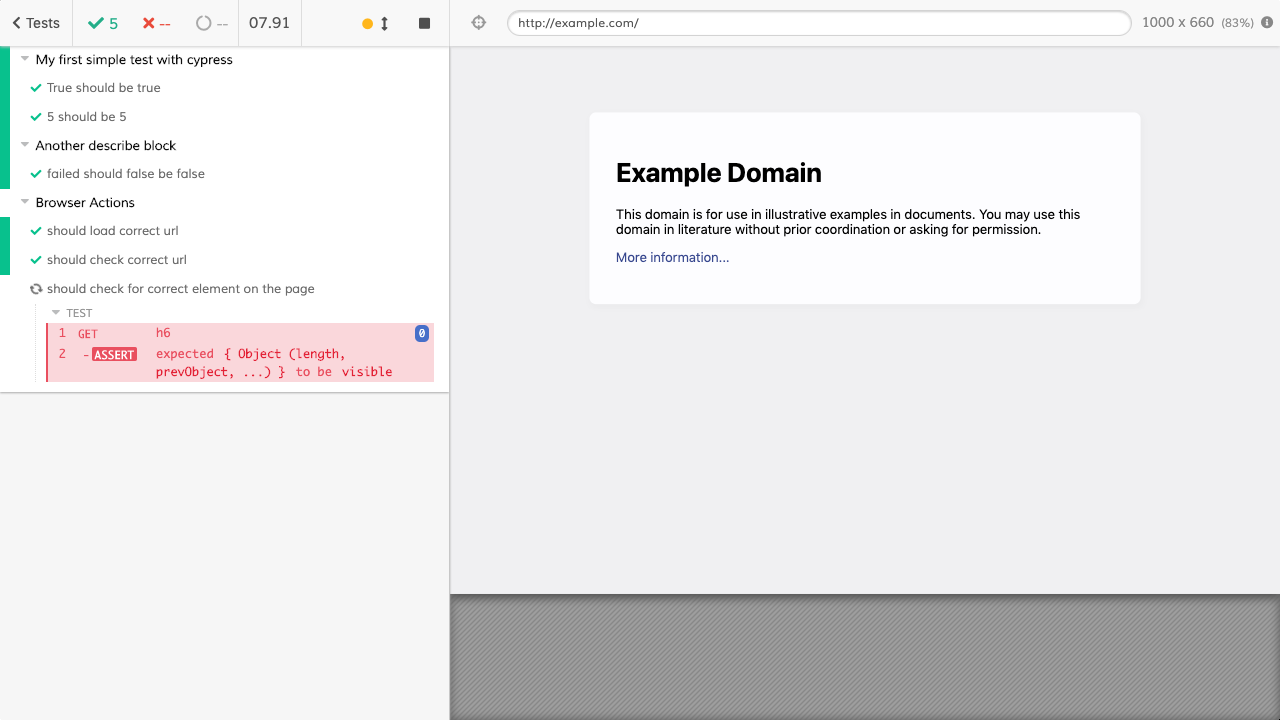 Tests
5
--
--
07.91
http://example.com/
1000 x 660 (83%)
My first simple test with cypress
True should be true
5 should be 5
Another describe block
failed should false be false
Browser Actions
should load correct url
should check correct url
should check for correct element on the page
TEST
1 GET h6 0
2 -ASSERT expected { Object (length,
prevObject, ...) } to be visible
Example Domain
This domain is for use in illustrative examples in documents. You may use this
domain in literature without prior coordination or asking for permission.
More information...